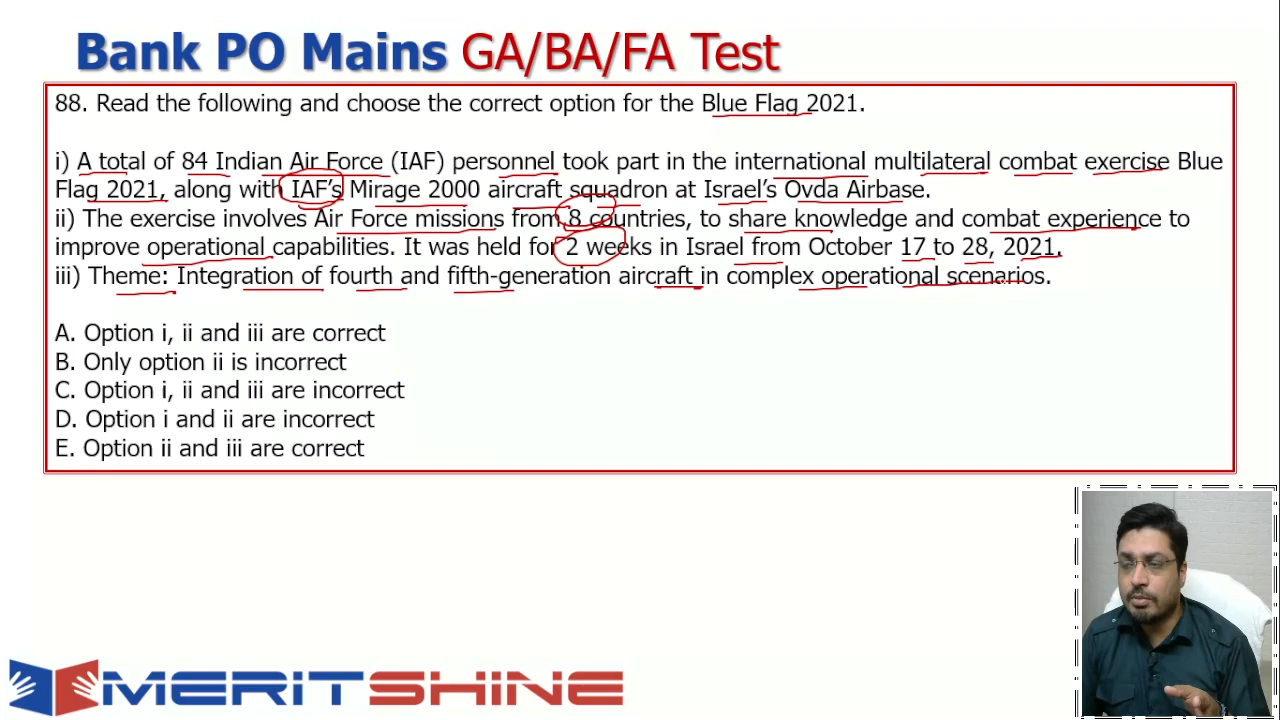 Bank PO Mains GA/BA/FA Test
88. Read the following and choose the correct option for the Blue Flag 2021.
i) A total of 84 Indian Air Force (IAF) personnel took part in the international multilateral combat exercise Blue
Flag 2021, along with IAF's Mirage 2000 aircraft squadron at Israel's Ovda Airbase.
ii) The exercise involves Air Force missions from 8 countries, to share knowledge and combat experience to
improve operational capabilities. It was held for 2 weeks in Israel from October 17 to 28, 2021.
iii) Theme: Integration of fourth and fifth-generation aircraft in complex operational scenarios.
A. Option i, ii and iii are correct
B. Only option ii is incorrect
C. Option i, ii and iii are incorrect
D. Option i and ii are incorrect
E. Option ii and iii are correct
MERITSHINE